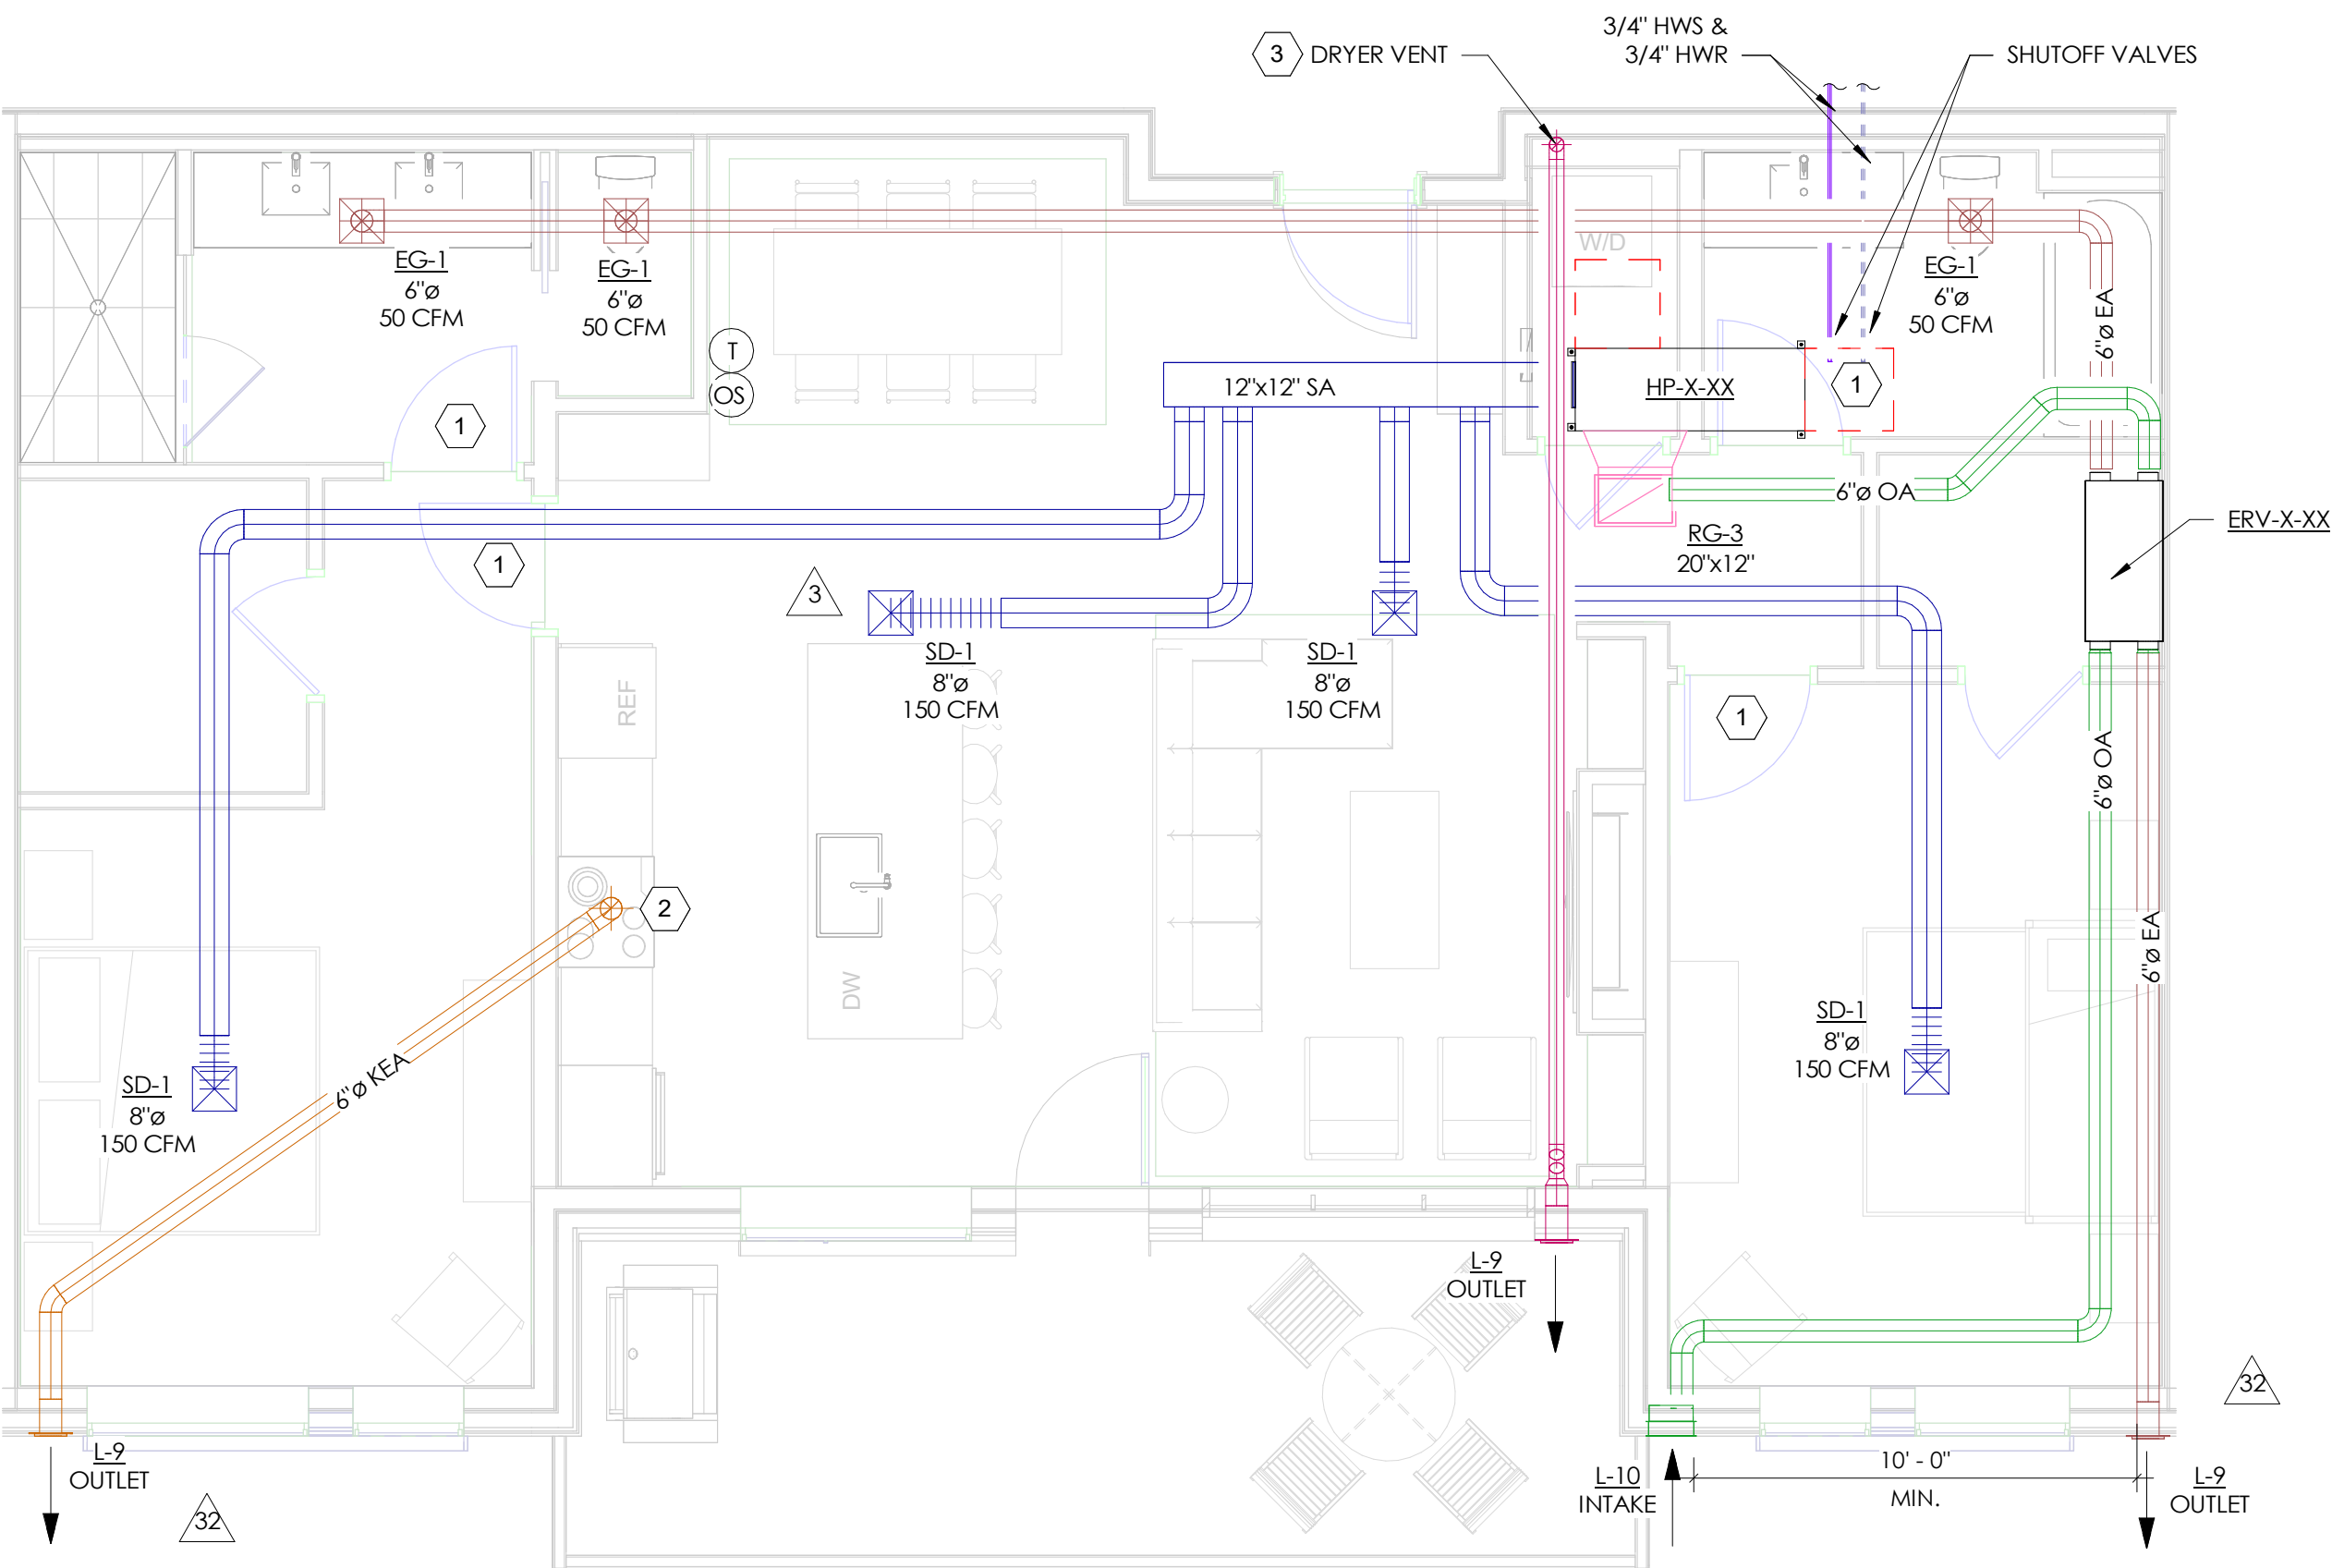 3/4" HWS &
3/4" HWR
3 DRYER VENT
SHUTOFF VALVES
W/D
EG-1
6"ø
50 CFM
EG-1
6"ø
50 CFM
EG-1
6"ø
50 CFM
6"ø EA
T
OS
12"x12" SA
HP-X-XX
1
1
6"ø OA
ERV-X-XX
RG-3
20"x12"
1
3
SD-1
8"ø
150 CFM
SD-1
8"ø
150 CFM
REF
1
6"ø OA
2
6"ø EA
DW
SD-1
8"ø
150 CFM
6"ø KEA
SD-1
8"ø
150 CFM
L-9
OUTLET
32
L-9
OUTLET
32
L-10
INTAKE
10' - 0"
MIN.
L-9
OUTLET